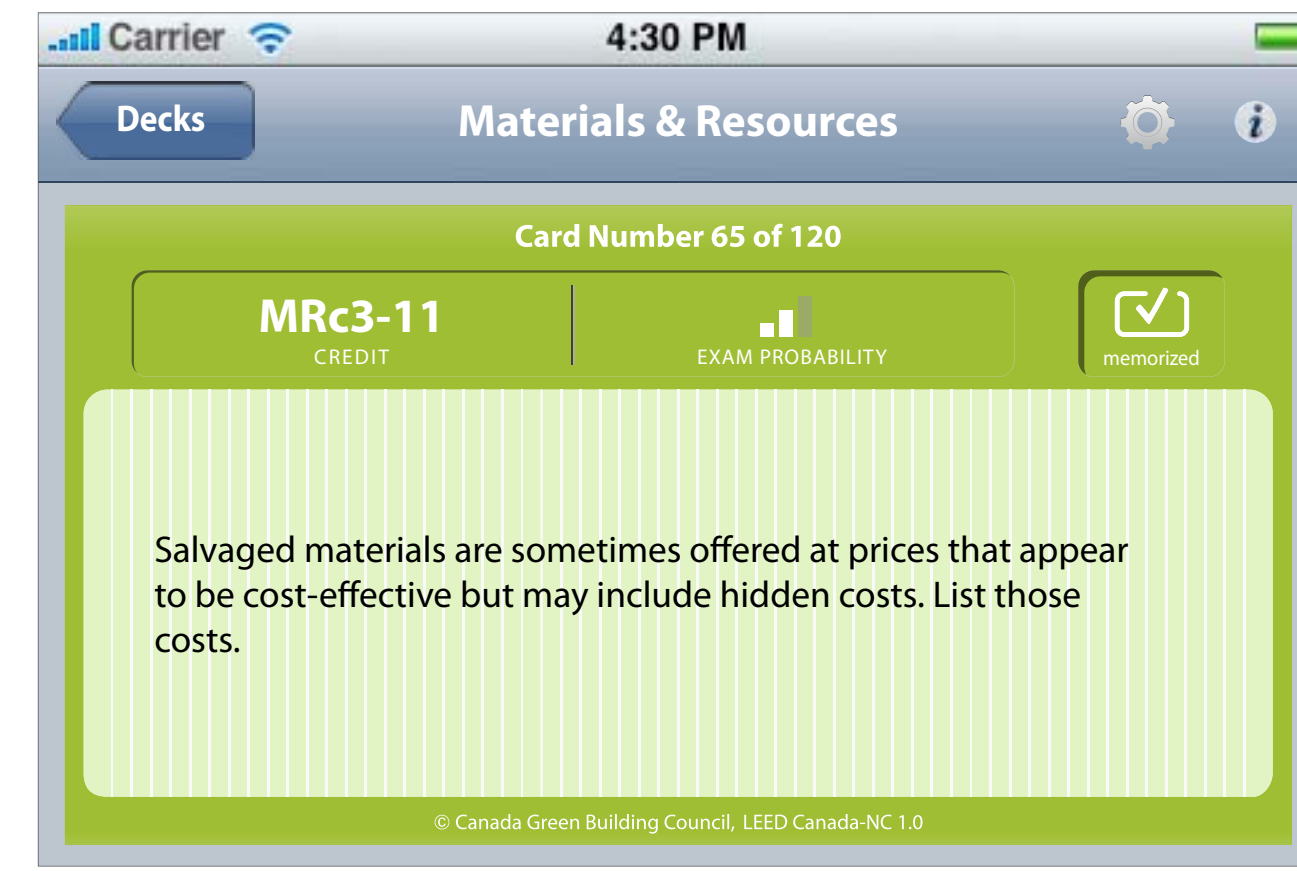 Carrier 4:30 PM
Decks Materials & Resources i
Card Number 65 of 120
MRc3-11
CREDIT EXAM PROBABILITY memorized
Salvaged materials are sometimes offered at prices that appear
to be cost-effective but may include hidden costs. List those
costs.
© Canada Green Building Council, LEED Canada-NC 1.0